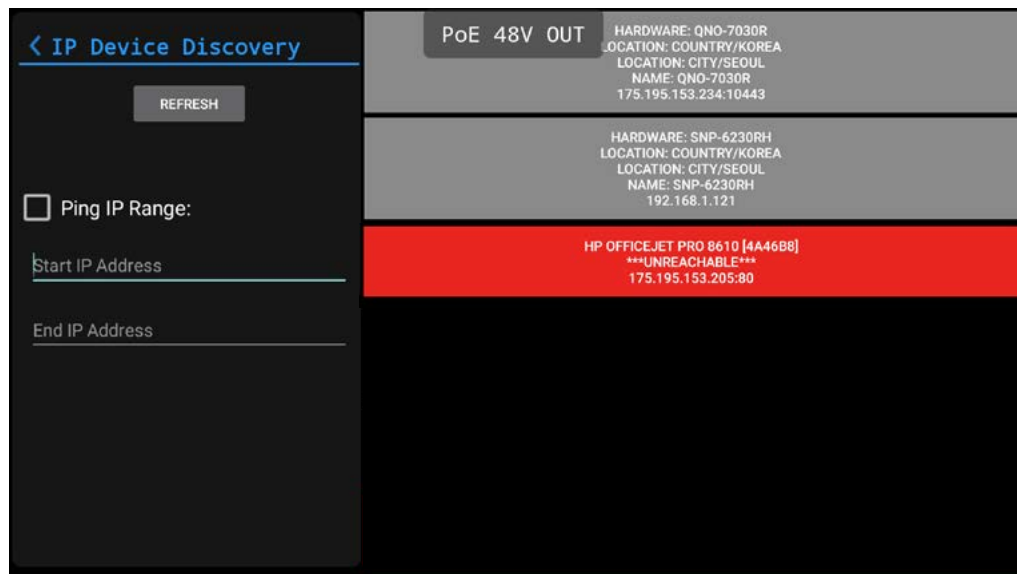 IP Device Discovery
REFRESH
Ping IP Range:
Start IP Address
End IP Address
PoE 48V OUT
HARDWARE: QNO-7030R
LOCATION: COUNTRY/KOREA
LOCATION: CITY/SEOUL
NAME: QNO-7030R
175.195.153.234:10443
HARDWARE: SNP-6230RH
LOCATION: COUNTRY/KOREA
LOCATION: CITY/SEOUL
NAME: SNP-6230RH
192.168.1.121
HP OFFICEJET PRO 8610 [4A46B8]
***UNREACHABLE***
175.195.153.205:80